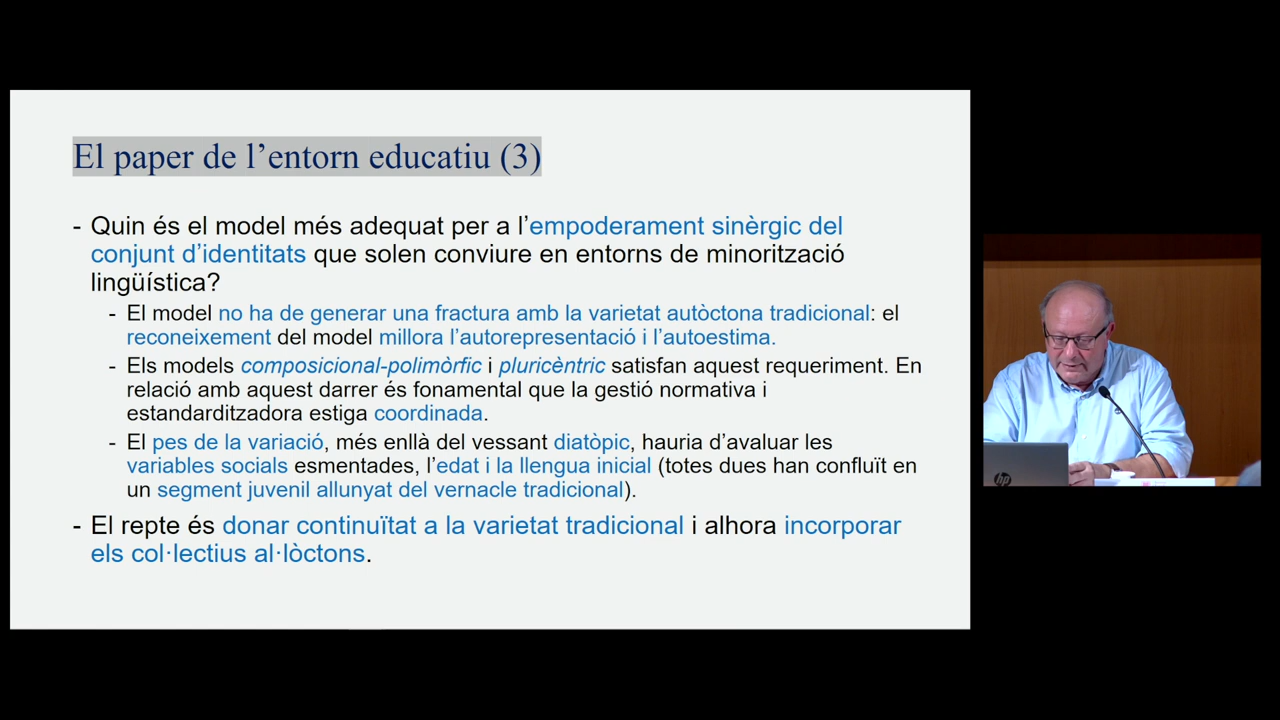 El paper de l’entorn educatiu (3)
- Quin és el model més adequat per a l’empoderament sinèrgic del
conjunt d’identitats que solen conviure en entorns de minorització
lingüística?
- El model no ha de generar una fractura amb la varietat autòctona tradicional: el
reconeixement del model millora l’autorepresentació i l’autoestima.
- Els models composicional-polimòrfic i pluricèntric satisfan aquest requeriment. En
relació amb aquest darrer és fonamental que la gestió normativa i
estandarditzadora estiga coordinada.
- El pes de la variació, més enllà del vessant diatòpic, hauria d’avaluar les
variables socials esmentades, l’edat i la llengua inicial (totes dues han confluït en
un segment juvenil allunyat del vernacle tradicional).
- El repte és donar continuïtat a la varietat tradicional i alhora incorporar
els col·lectius al·lòctons.
hp